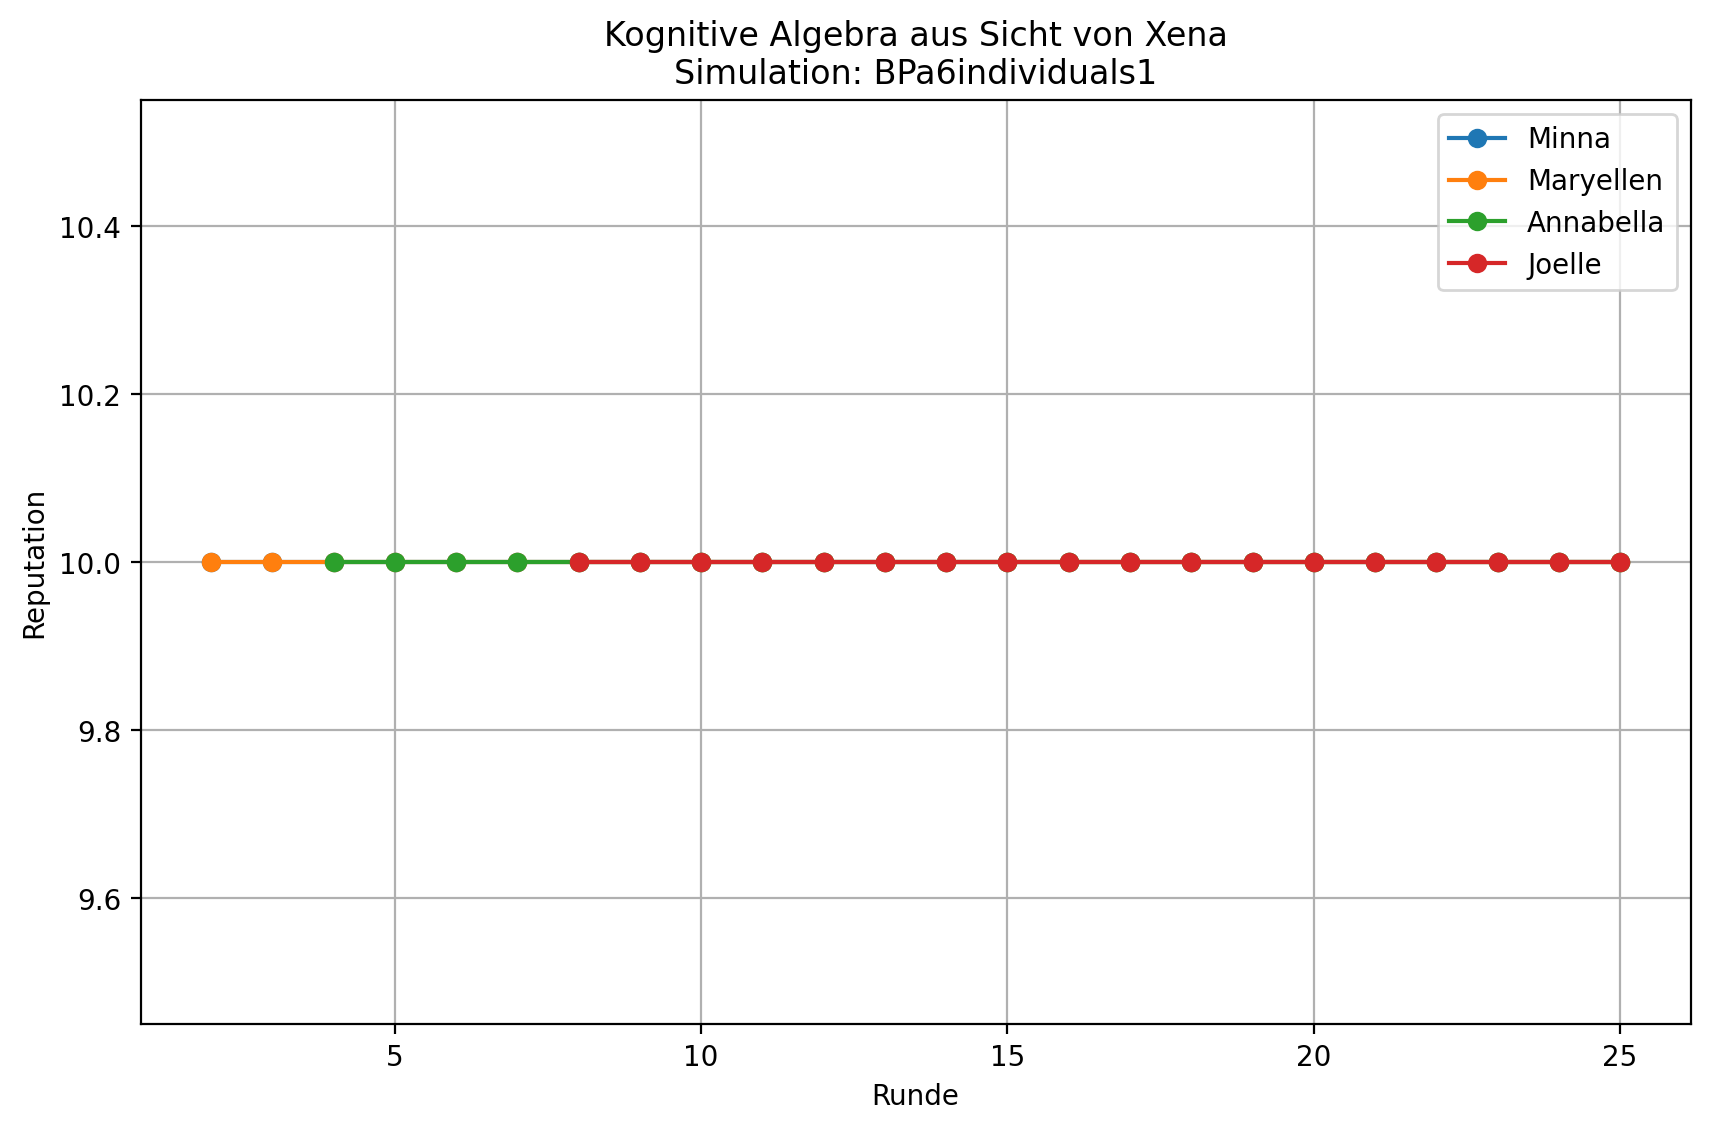 Kognitive Algebra aus Sicht von Xena
Simulation: BPa6individuals1
Minna
Maryellen
Annabella
Joelle
10.4
10.2
10.0
9.8
9.6
Reputation
5
10
15
20
25
Runde